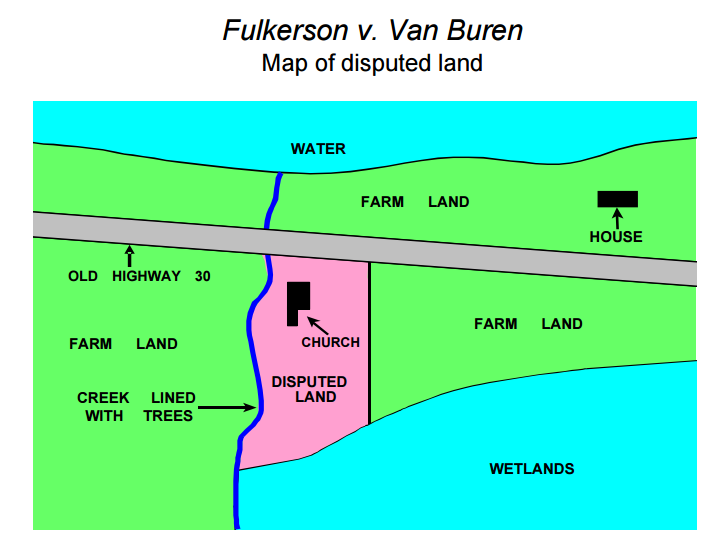 Fulkerson v. Van Buren
Map of disputed land
WATER
FARM LAND
HOUSE
OLD HIGHWAY 30
FARM LAND
FARM LAND
CHURCH
DISPUTED
LAND
CREEK LINED
WITH TREES
WETLANDS